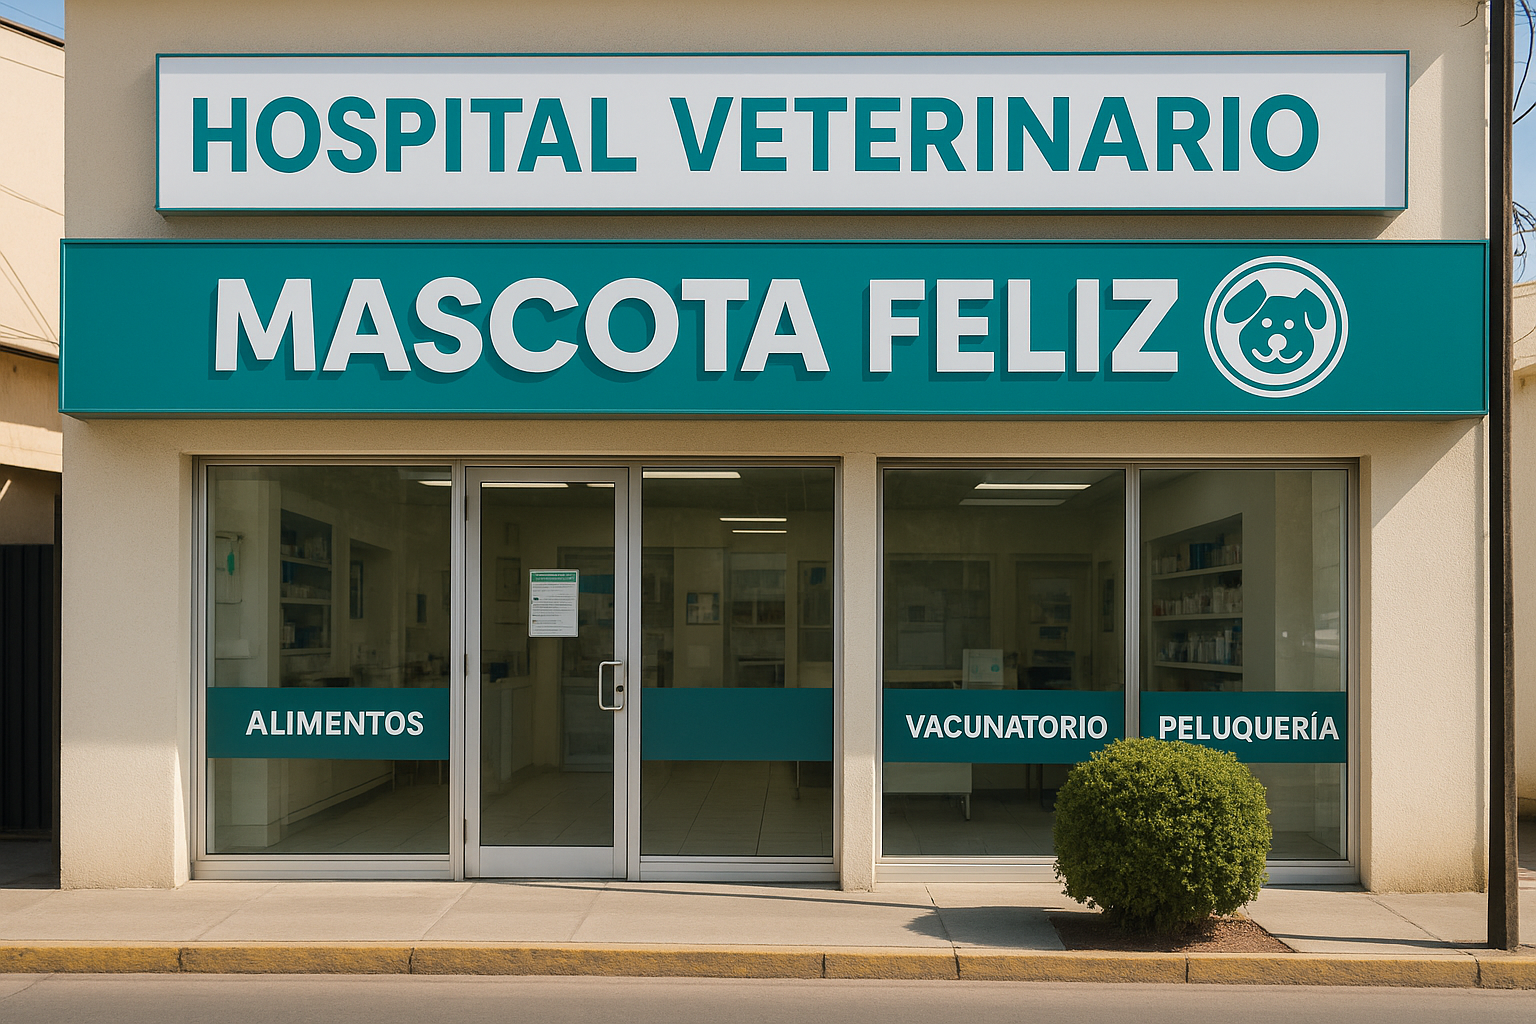 HOSPITAL VETERINARIO
MASCOTA FELIZ
ALIMENTOS
VACUNATORIO
PELUQUERÍA